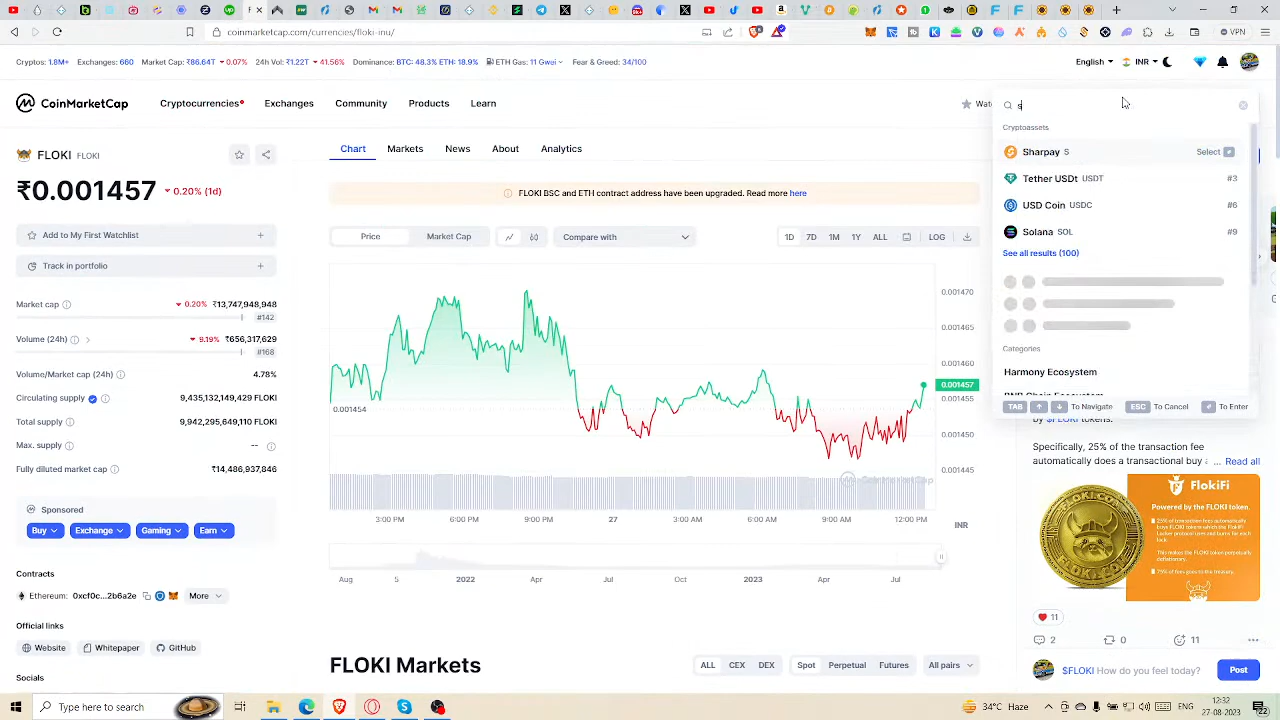 coinmarketcap.com/currencies/floki-inu/
VPN
Cryptos: 1.8M+ Exchanges: 660 Market Cap: ₹86.64T 0.07% 24h Vol: ₹1.22T 41.56% Dominance: BTC: 48.3% ETH: 18.9% ETH Gas: 11 Gwei Fear & Greed: 34/100
English INR
CoinMarketCap
Cryptocurrencies Exchanges Community Products Learn
s
Cryptoassets
Sharpay S Select
Tether USDt USDT #3
USD Coin USDC #6
Solana SOL #9
See all results (100)
Categories
Harmony Ecosystem
TAB To Navigate ESC To Cancel To Enter
FLOKI FLOKI
₹0.001457 0.20% (1d)
Add to My First Watchlist +
Track in portfolio +
Market cap 0.20% ₹13,747,948,948
#142
Volume (24h) 9.19% ₹656,317,629
#168
Volume/Market cap (24h) 4.78%
Circulating supply 9,435,132,149,429 FLOKI
Total supply 9,942,295,649,110 FLOKI
Max. supply --
Fully diluted market cap ₹14,486,937,846
Sponsored
Buy Exchange Gaming Earn
Contracts
Ethereum: 0xcf0c...2b6a2e More
Official links
Website Whitepaper GitHub
Socials
Chart Markets News About Analytics
FLOKI BSC and ETH contract address have been upgraded. Read more here
Price Market Cap Compare with 1D 7D 1M 1Y ALL LOG
0.001470
0.001465
0.001460
0.001457
0.001455
0.001450
0.001445
0.001454
CoinMarketCap
3:00 PM 6:00 PM 9:00 PM 27 3:00 AM 6:00 AM 9:00 AM 12:00 PM INR
Aug 5 2022 Apr Jul Oct 2023 Apr Jul
FLOKI Markets
ALL CEX DEX Spot Perpetual Futures All pairs
by $FLOKI.
Specifically, 25% of the transaction fee
automatically does a transactional buy ... Read all
FlokiFi
Powered by the FLOKI token.
This makes the FLOKI token perpetually
deflationary.
11
2 0 11
$FLOKI How do you feel today? Post
Type here to search
34°C Haze ENG 12:32
27-08-2023
22